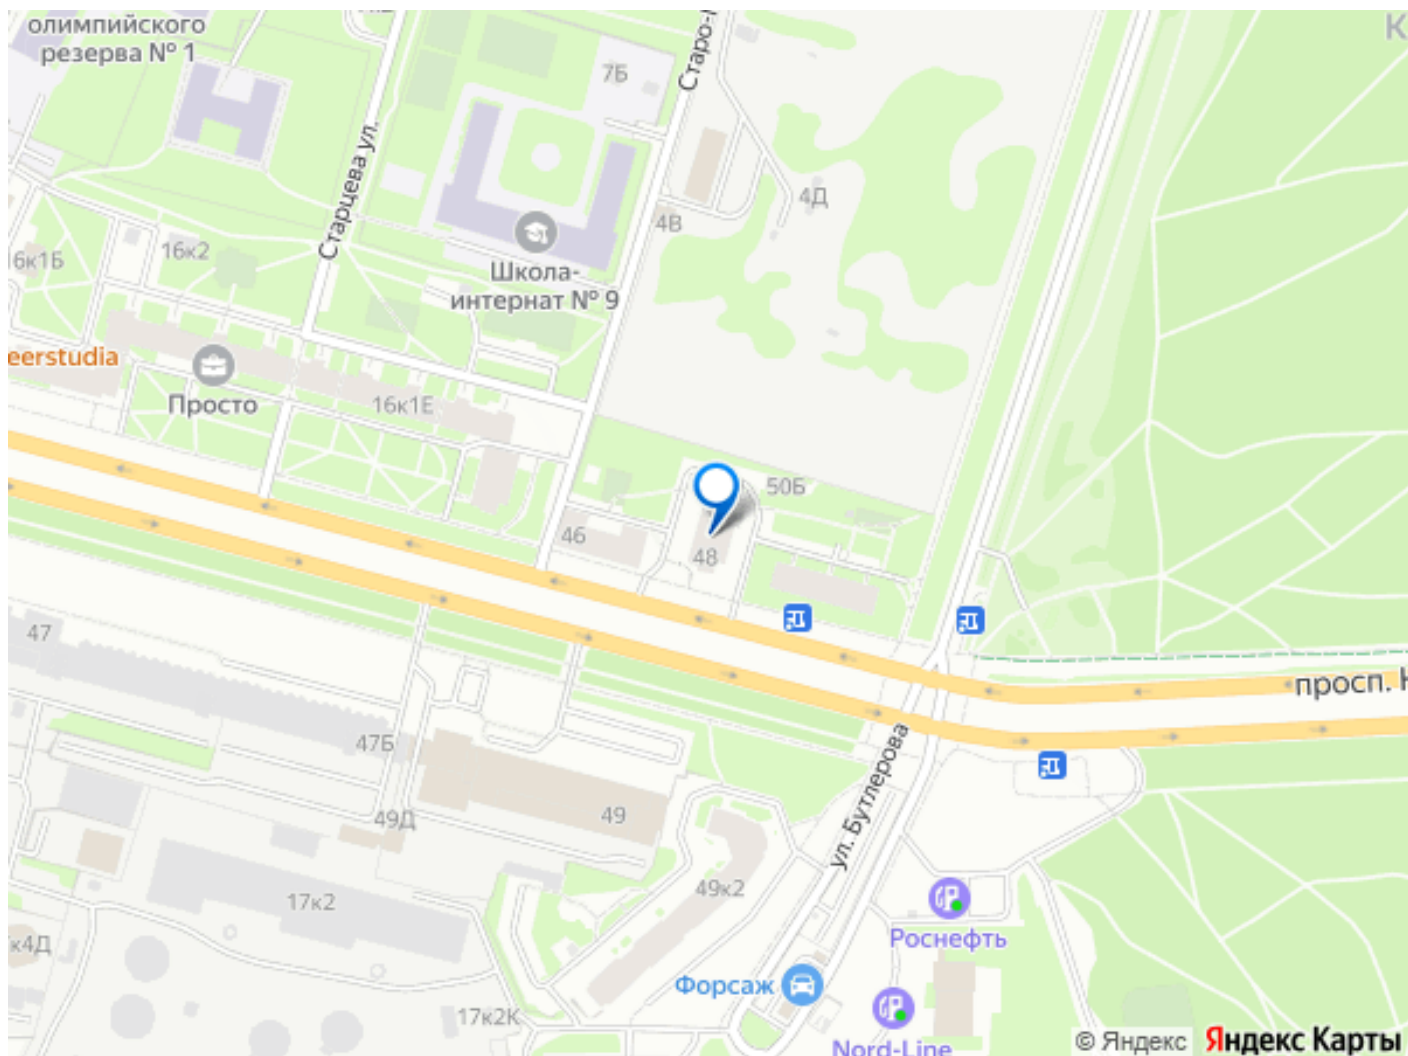 олимпийского
резерва № 1
7Б
Старо-
К
Старцева ул.
4Д
4В
16к2
6к1Б
Школа-
интернат № 9
eerstudia
Просто
16к1Е
50Б
46
48
47
просп.
47Б
ул. Бутлерова
49Д
49
49к2
17к2
Роснефть
к4Д
Форсаж
17к2К
Nord-Line
© Яндекс Яндекс Карты